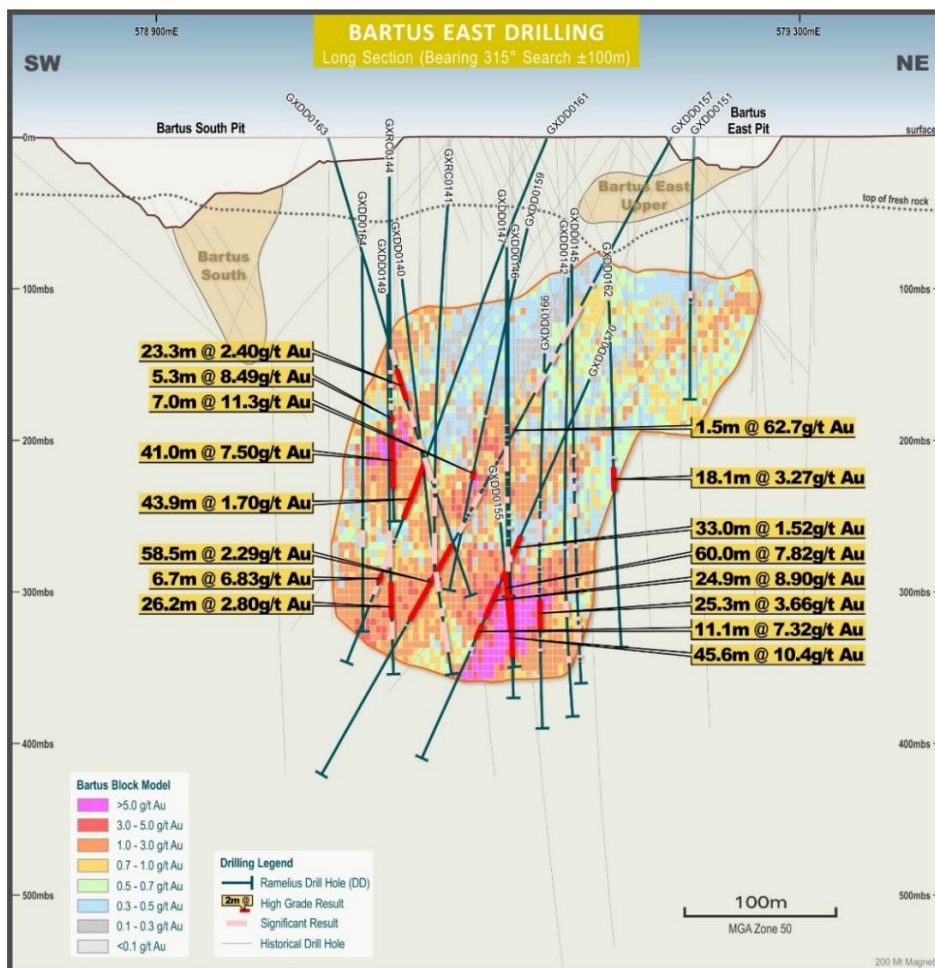 578 900mE
BARTUS EAST DRILLING
579 300mE
SW
Long Section (Bearing 315° Search ±100m)
NE
GXDD0163
GXDD0161
GXDD0157
GXDD0151
0m
Bartus South Pit
Bartus
East Pit
surface
GXRC0144
GXRC0141
GXDD0159
Bartus East
Upper
top of fresh rock
GXDD0164
GXDD0149
GXDD0140
GXDD0147
GXDD0146
GXDD0142
GXDD0145
GXDD0162
Bartus
South
100mbs
100mbs
GXDD0166
GXDD0170
23.3m @ 2.40g/t Au
5.3m @ 8.49g/t Au
7.0m @ 11.3g/t Au
1.5m @ 62.7g/t Au
200mbs
200mbs
41.0m @ 7.50g/t Au
18.1m @ 3.27g/t Au
43.9m @ 1.70g/t Au
GXDD0155
33.0m @ 1.52g/t Au
58.5m @ 2.29g/t Au
60.0m @ 7.82g/t Au
6.7m @ 6.83g/t Au
24.9m @ 8.90g/t Au
300mbs
300mbs
26.2m @ 2.80g/t Au
25.3m @ 3.66g/t Au
11.1m @ 7.32g/t Au
45.6m @ 10.4g/t Au
400mbs
400mbs
Bartus Block Model
>5.0 g/t Au
3.0 - 5.0 g/t Au
1.0 - 3.0 g/t Au
0.7 - 1.0 g/t Au
0.5 - 0.7 g/t Au
0.3 - 0.5 g/t Au
0.1 - 0.3 g/t Au
<0.1 g/t Au
Drilling Legend
Ramelius Drill Hole (DD)
2m @
High Grade Result
Significant Result
Historical Drill Hole
500mbs
500mbs
100m
MGA Zone 50
200 Mt Magnet